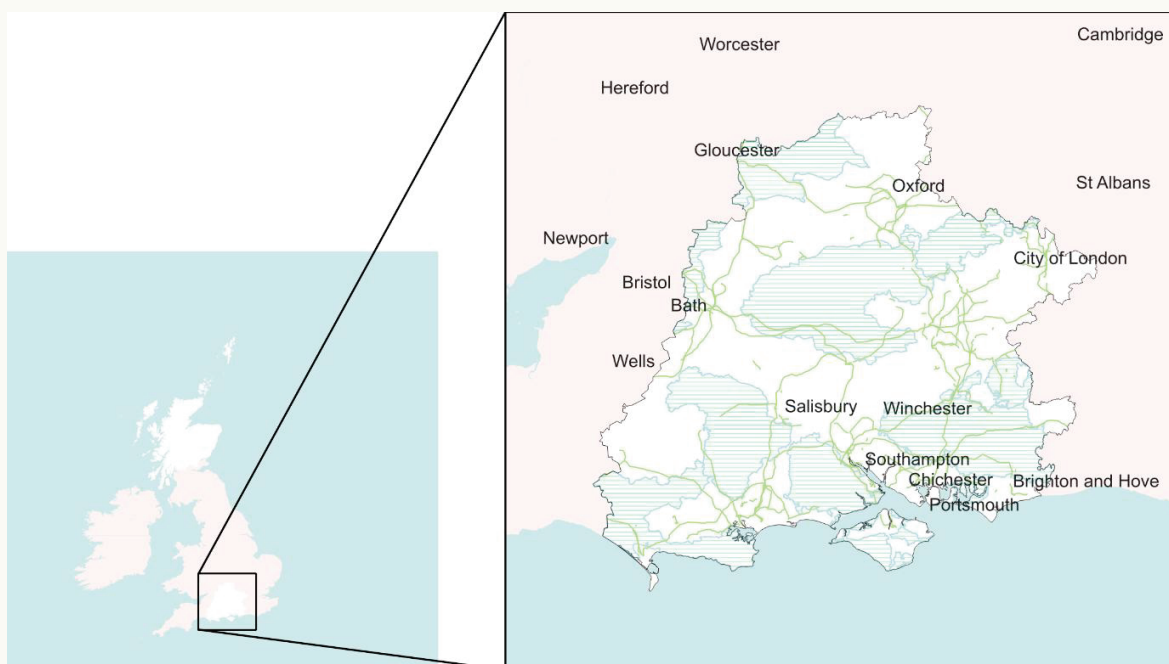 Cambridge
Worcester
Hereford
Gloucester
Oxford
St Albans
Newport
City of London
Bristol
Bath
Wells
Salisbury
Winchester
Southampton
Chichester
Brighton and Hove
Portsmouth